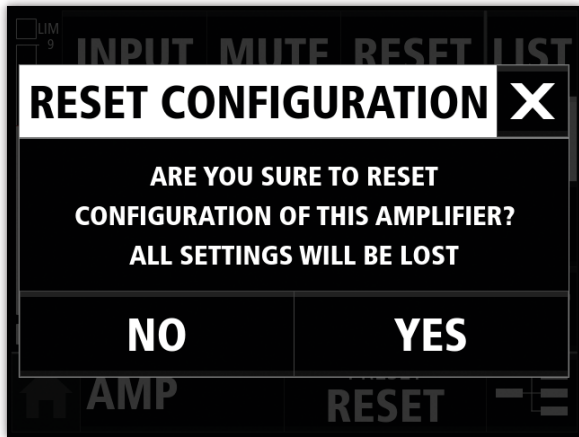 LIM
9
INPUT MUTE RESET LIST
RESET CONFIGURATION X
ARE YOU SURE TO RESET
CONFIGURATION OF THIS AMPLIFIER?
ALL SETTINGS WILL BE LOST
NO YES
AMP
RESET